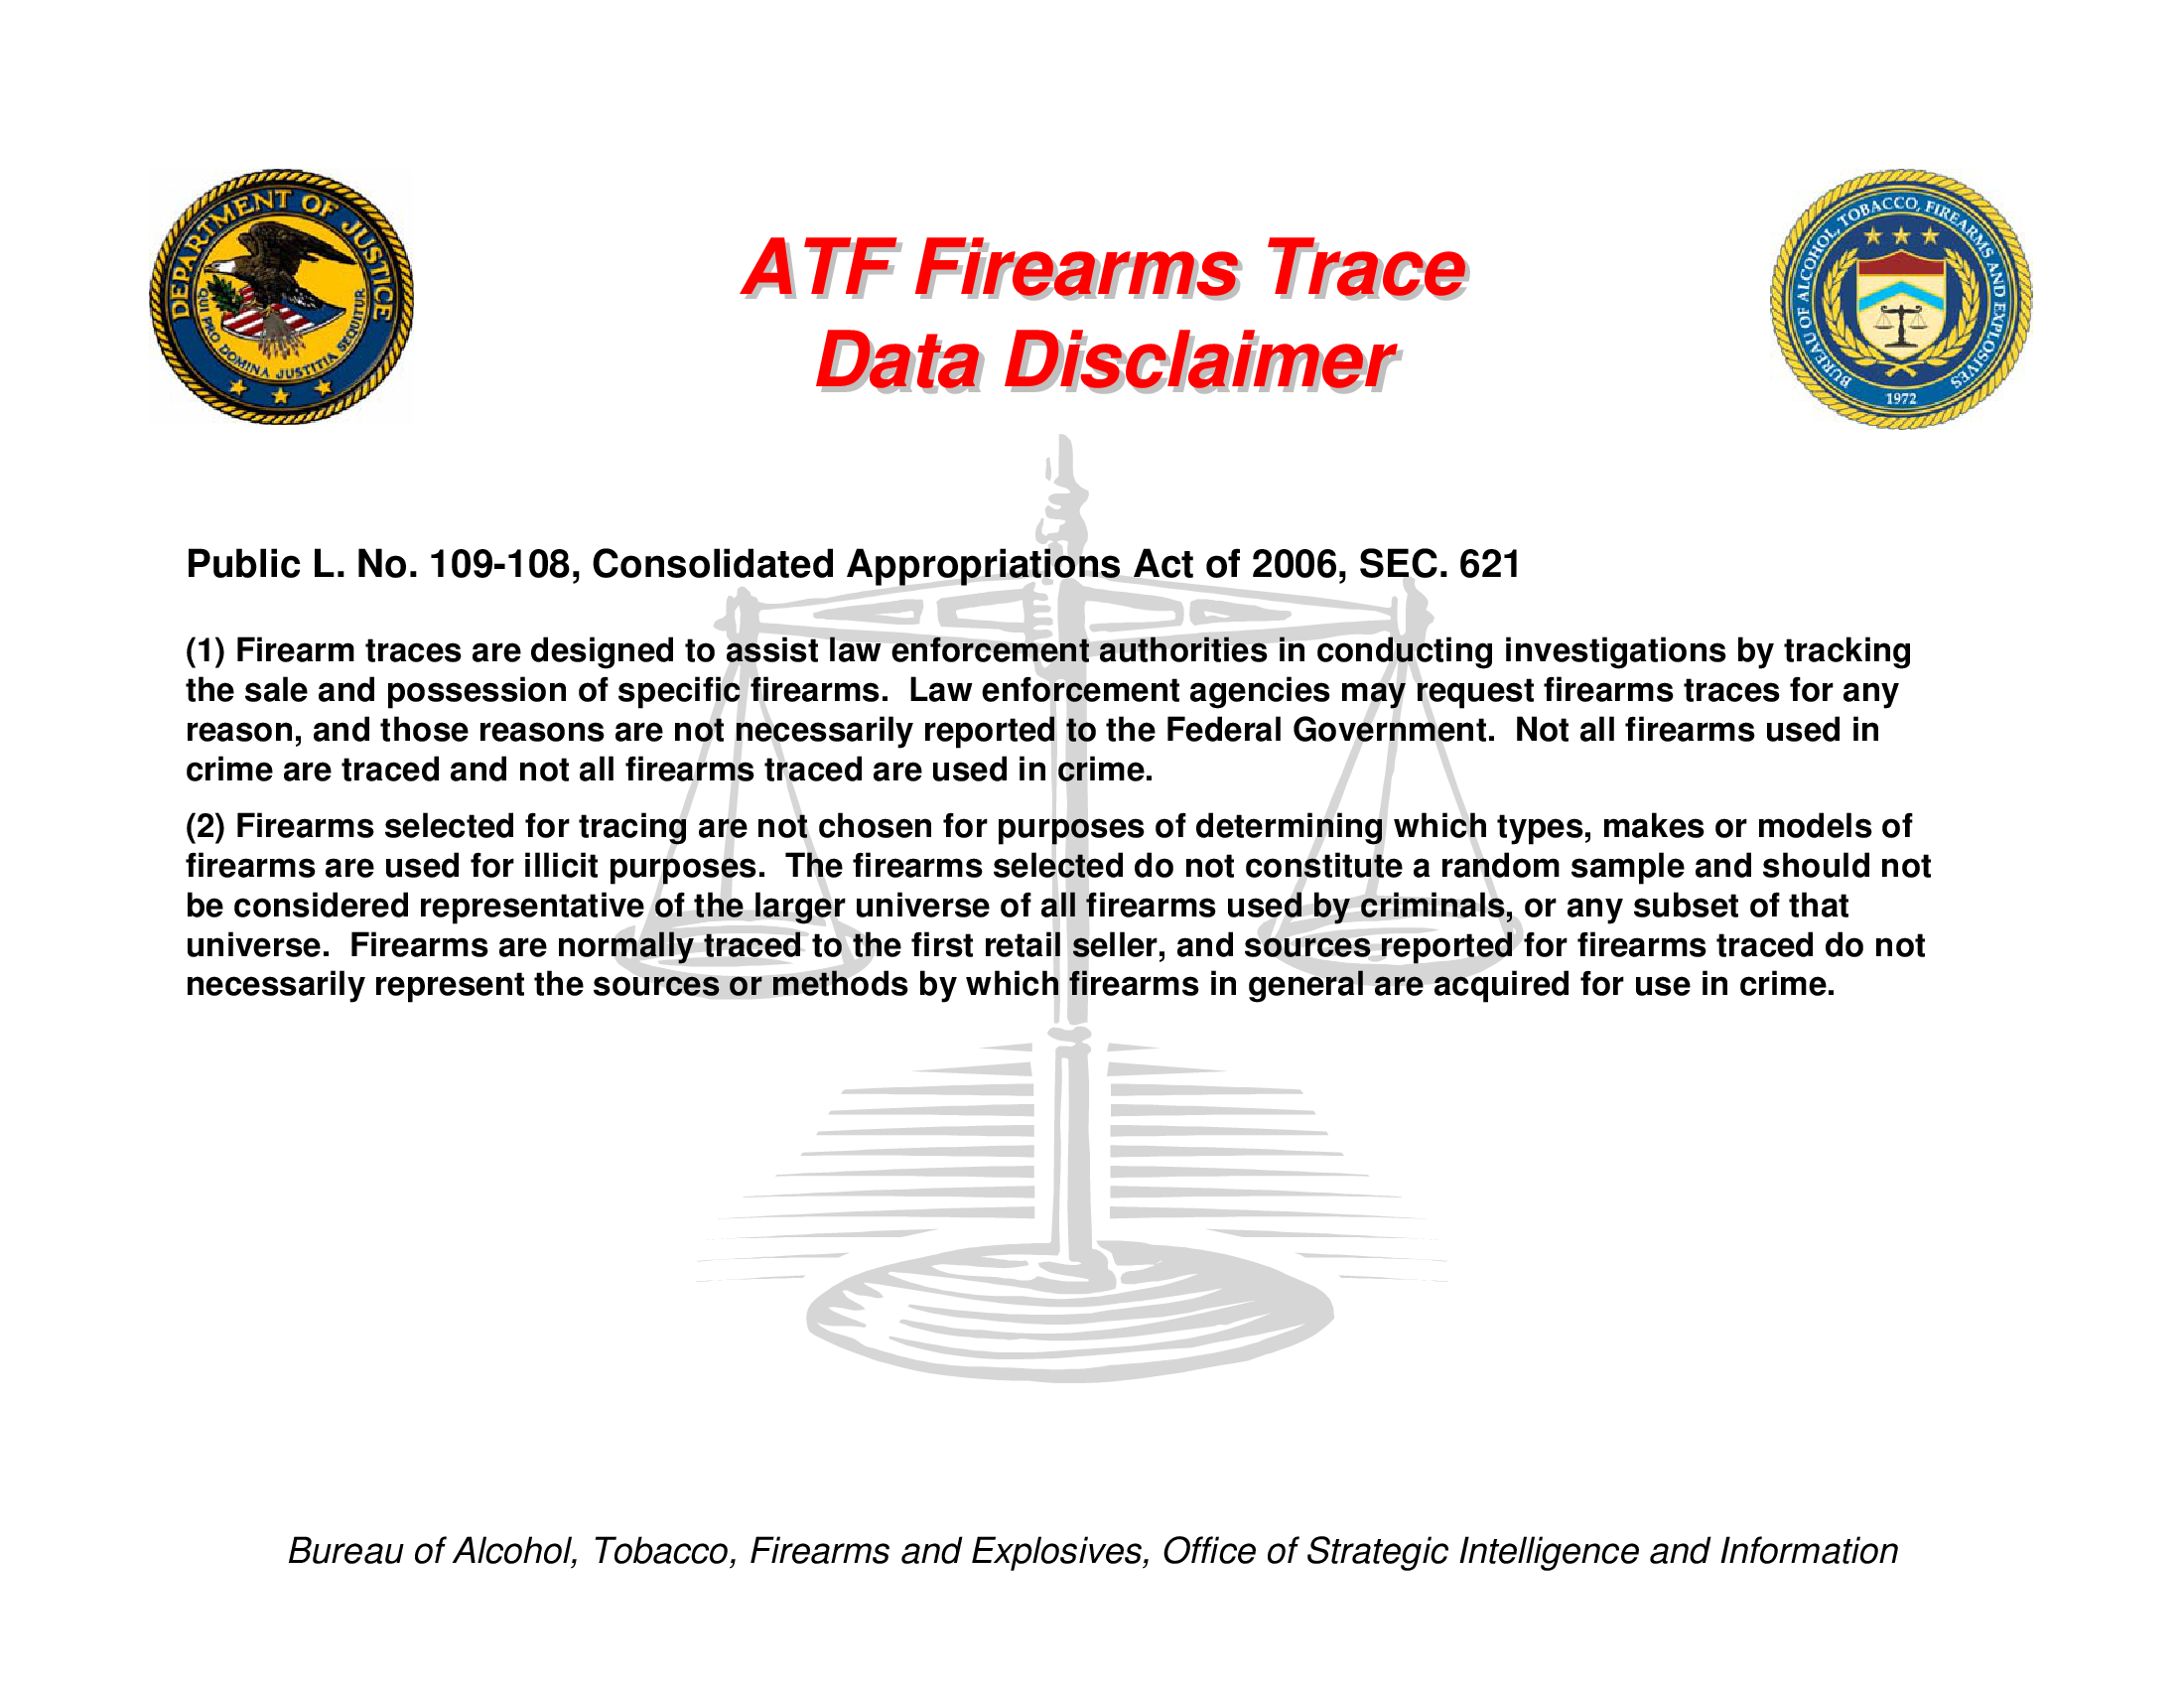 DEPARTMENT OF JUSTICE
QUI PRO DOMINA JUSTITIA SEQUITUR
ATF Firearms Trace
Data Disclaimer
BUREAU OF ALCOHOL, TOBACCO, FIREARMS AND EXPLOSIVES
1972
Public L. No. 109-108, Consolidated Appropriations Act of 2006, SEC. 621
(1) Firearm traces are designed to assist law enforcement authorities in conducting investigations by tracking
the sale and possession of specific firearms.  Law enforcement agencies may request firearms traces for any
reason, and those reasons are not necessarily reported to the Federal Government.  Not all firearms used in
crime are traced and not all firearms traced are used in crime.
(2) Firearms selected for tracing are not chosen for purposes of determining which types, makes or models of
firearms are used for illicit purposes.  The firearms selected do not constitute a random sample and should not
be considered representative of the larger universe of all firearms used by criminals, or any subset of that
universe.  Firearms are normally traced to the first retail seller, and sources reported for firearms traced do not
necessarily represent the sources or methods by which firearms in general are acquired for use in crime.
Bureau of Alcohol, Tobacco, Firearms and Explosives, Office of Strategic Intelligence and Information